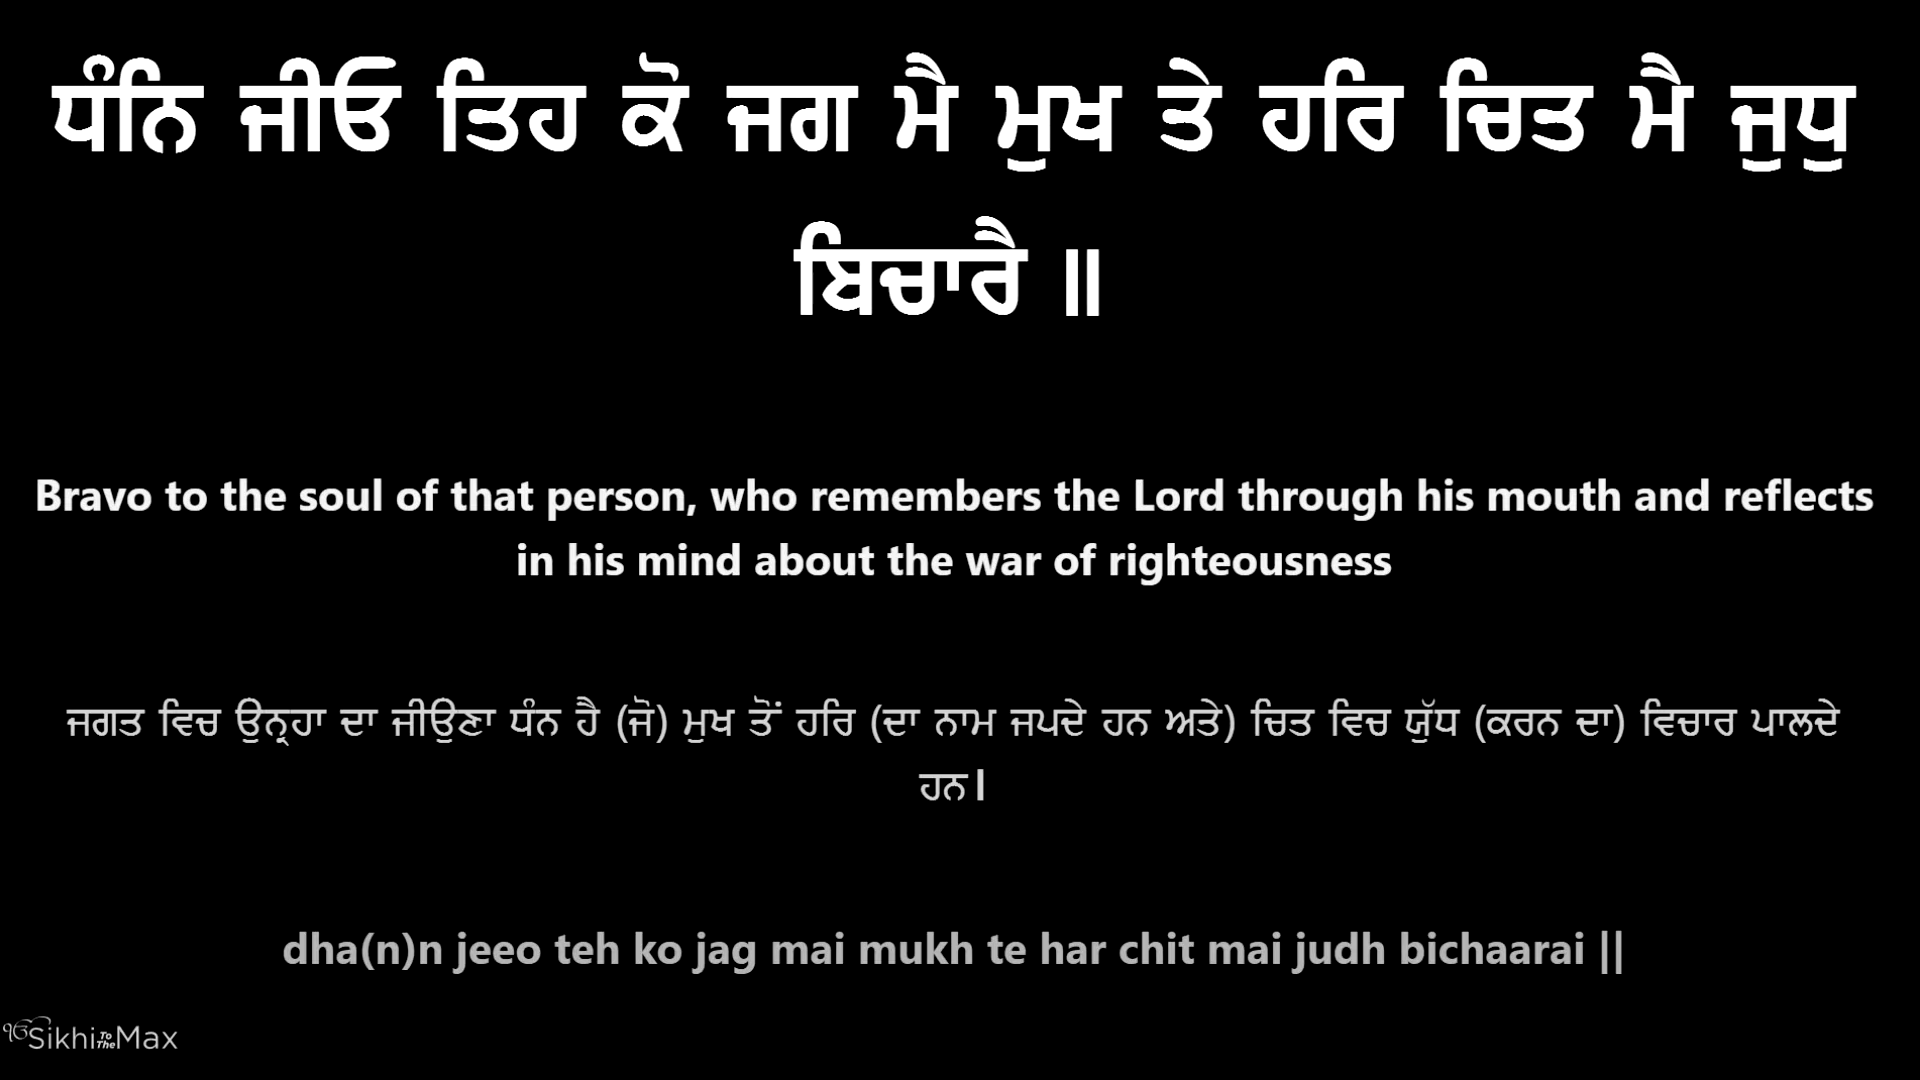 ਧੰਨਿ ਜੀਓ ਤਿਹ ਕੋ ਜਗ ਮੈ ਮੁਖ ਤੇ ਹਰਿ ਚਿਤ ਮੈ ਜੁਧੁ
ਬਿਚਾਰੈ ॥
Bravo to the soul of that person, who remembers the Lord through his mouth and reflects
in his mind about the war of righteousness
ਜਗਤ ਵਿਚ ਉਨ੍ਹਾ ਦਾ ਜੀਉਣਾ ਧੰਨ ਹੈ (ਜੋ) ਮੁਖ ਤੋਂ ਹਰਿ (ਦਾ ਨਾਮ ਜਪਦੇ ਹਨ ਅਤੇ) ਚਿਤ ਵਿਚ ਯੁੱਧ (ਕਰਨ ਦਾ) ਵਿਚਾਰ ਪਾਲਦੇ
ਹਨ।
dha(n)n jeeo teh ko jag mai mukh te har chit mai judh bichaarai ||
ੴSikhiToTheMax